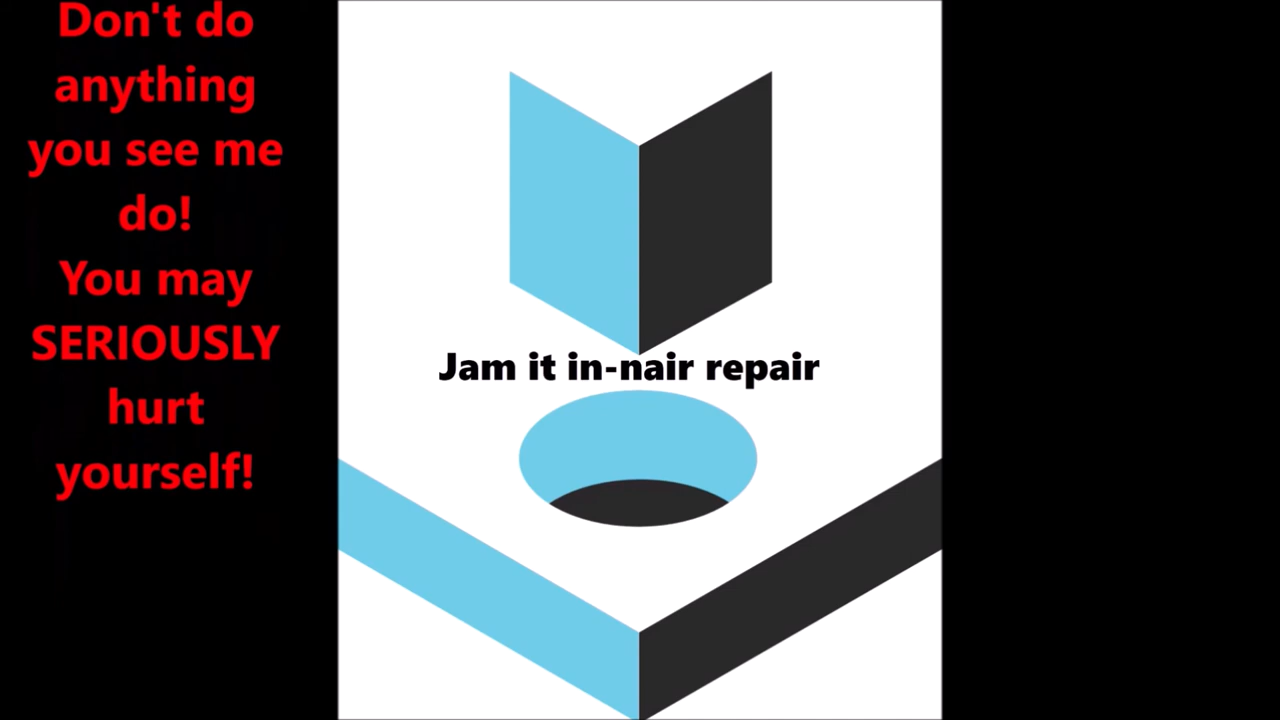 Don't do
anything
you see me
do!
You may
SERIOUSLY
hurt
yourself!
Jam it in-nair repair